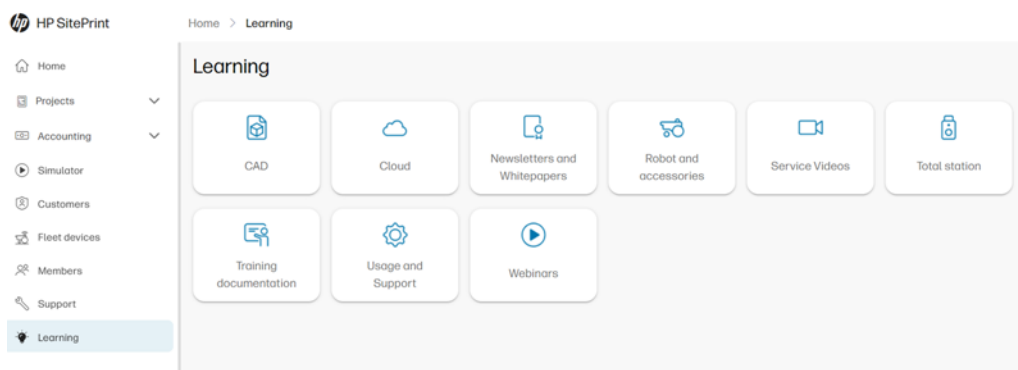 HP SitePrint
Home > Learning
Home
Projects
Accounting
Simulator
Customers
Fleet devices
Members
Support
Learning
Learning
CAD
Cloud
Newsletters and
Whitepapers
Robot and
accessories
Service Videos
Total station
Training
documentation
Usage and
Support
Webinars